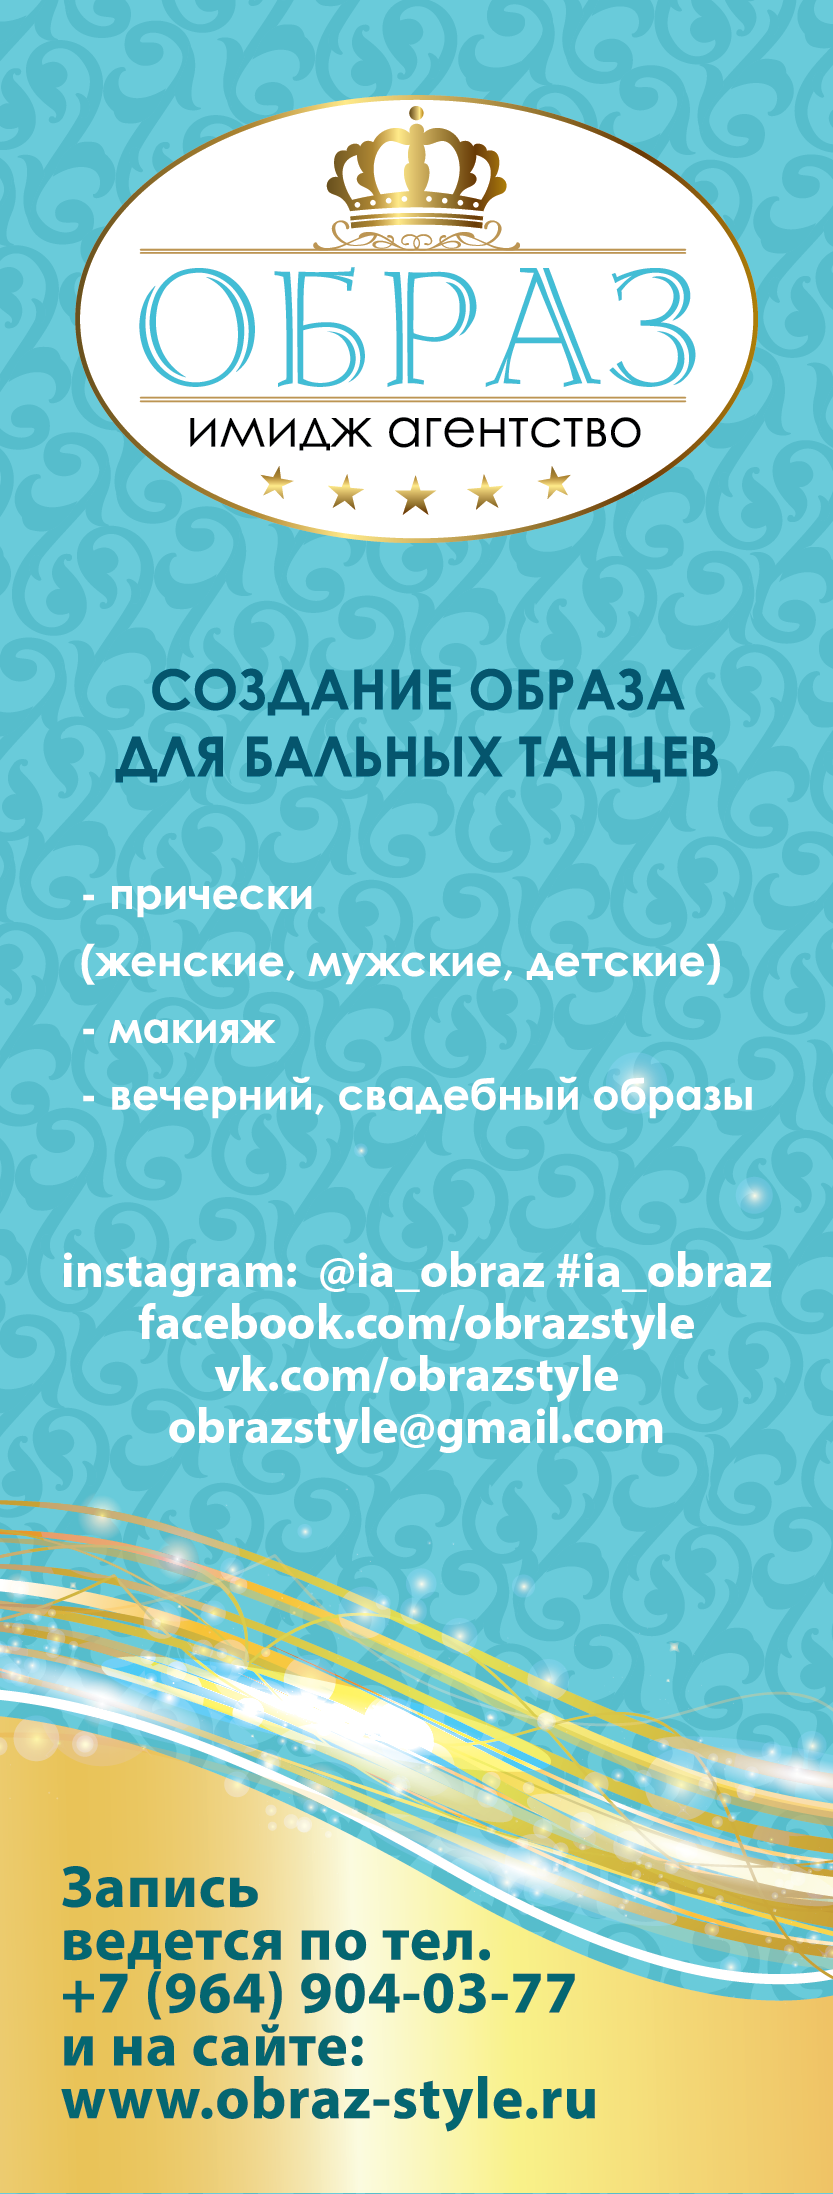 ОБРАЗ
имидж агентство
СОЗДАНИЕ ОБРАЗА
ДЛЯ БАЛЬНЫХ ТАНЦЕВ
- прически
(женские, мужские, детские)
- макияж
- вечерний, свадебный образы
instagram: @ia_obraz #ia_obraz
facebook.com/obrazstyle
vk.com/obrazstyle
obrazstyle@gmail.com
Запись
ведется по тел.
+7 (964) 904-03-77
и на сайте:
www.obraz-style.ru